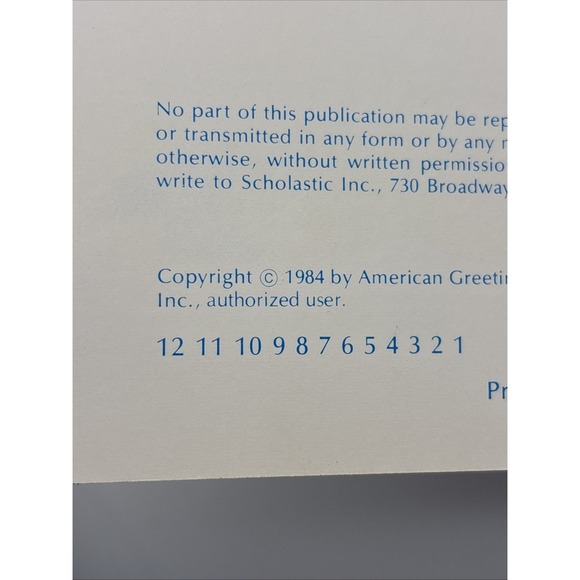 No part of this publication may be rep
or transmitted in any form or by any
otherwise, without written permissio
write to Scholastic Inc., 730 Broadway
Copyright © 1984 by American Greetin
Inc., authorized user.
12 11 10 9 8 7 6 5 4 3 2 1
Pr